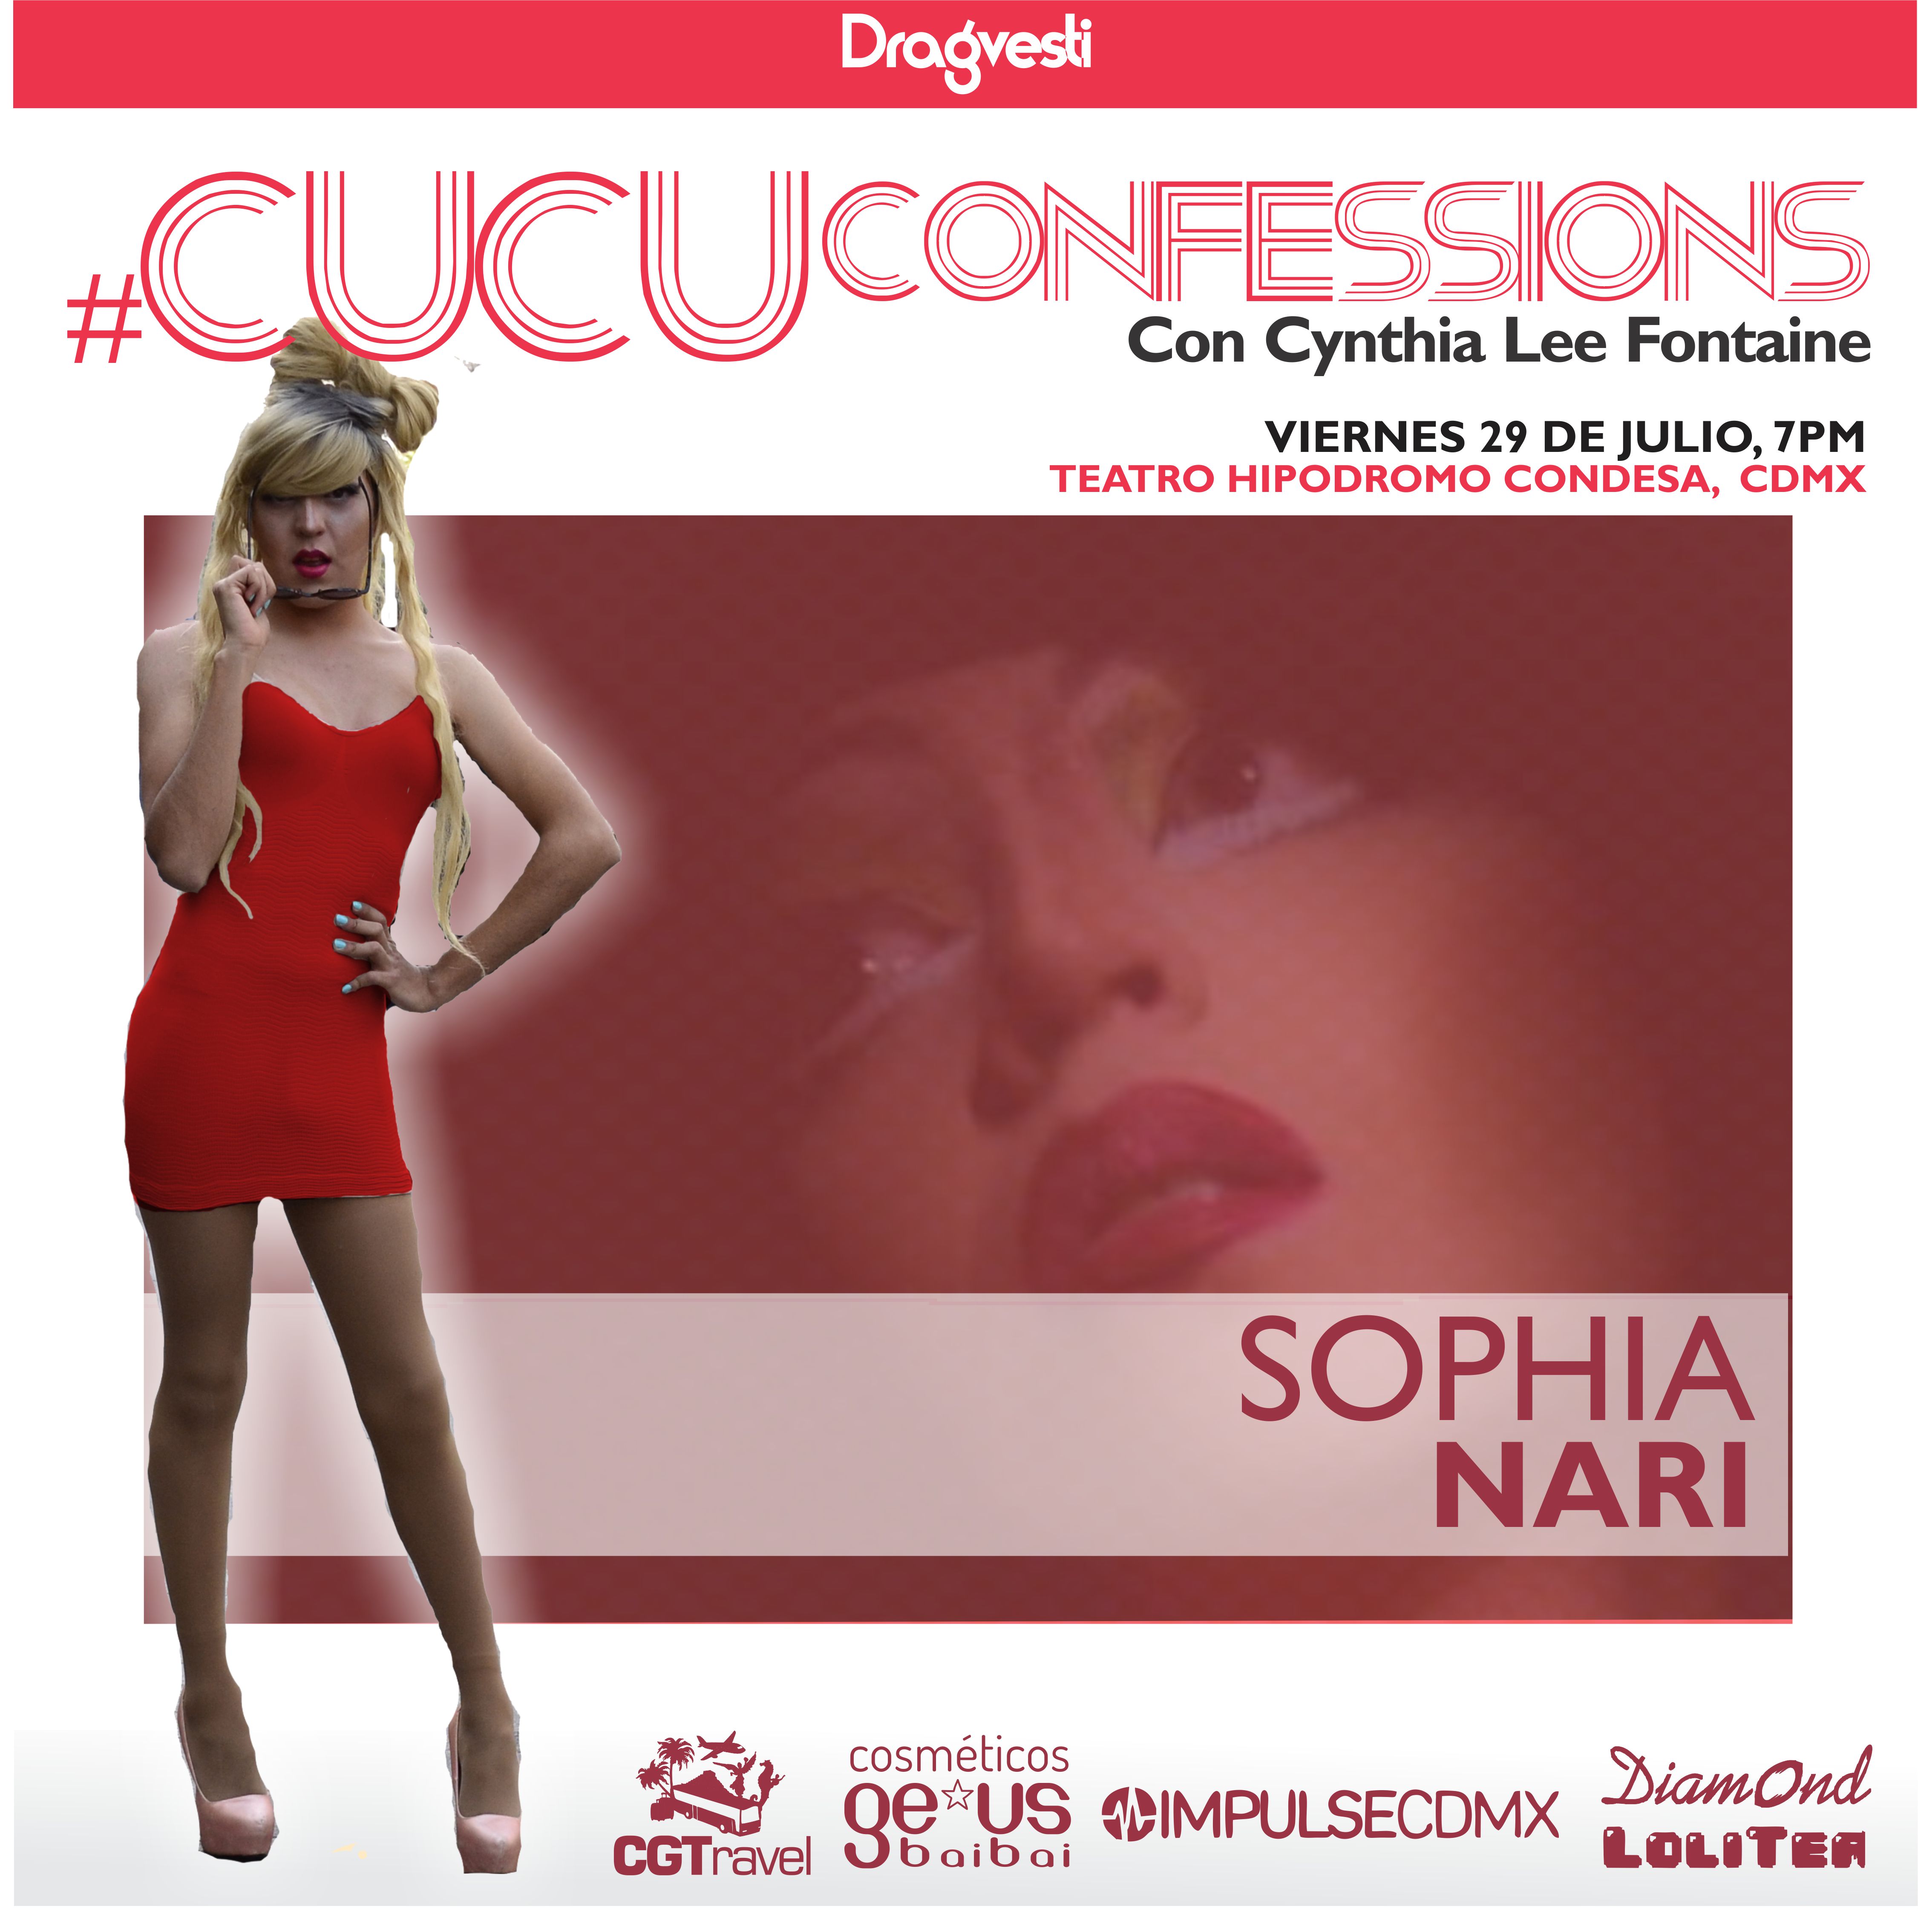 Dragvesti
#CUCUCONFESSIONS
Con Cynthia Lee Fontaine
VIERNES 29 DE JULIO, 7PM
TEATRO HIPODROMO CONDESA, CDMX
SOPHIA
NARI
CGTravel
cosméticos
ge☆us
baibai
IMPULSECDMX
DiamOnd
LOLITEA